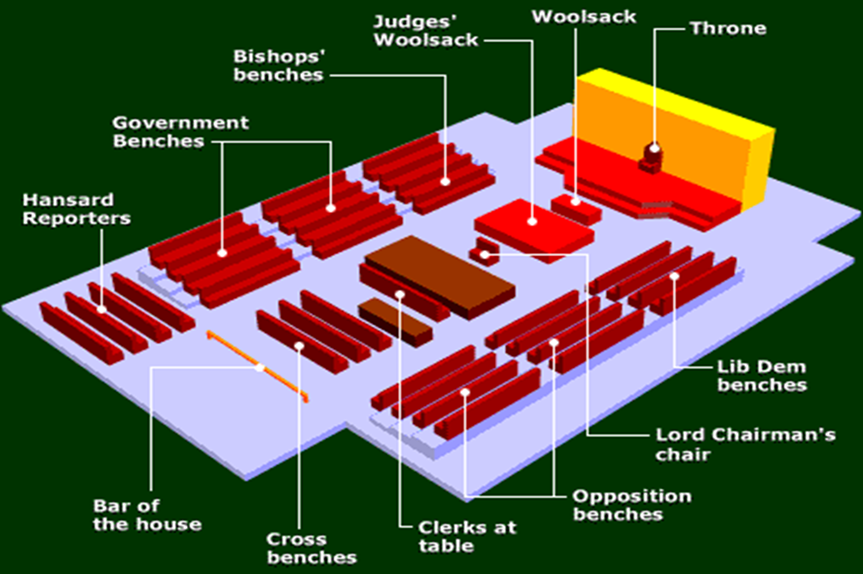 Judges'
Woolsack
Woolsack
Throne
Bishops'
benches
Government
Benches
Hansard
Reporters
Lib Dem
benches
Lord Chairman's
chair
Opposition
benches
Bar of
the house
Cross
benches
Clerks at
table